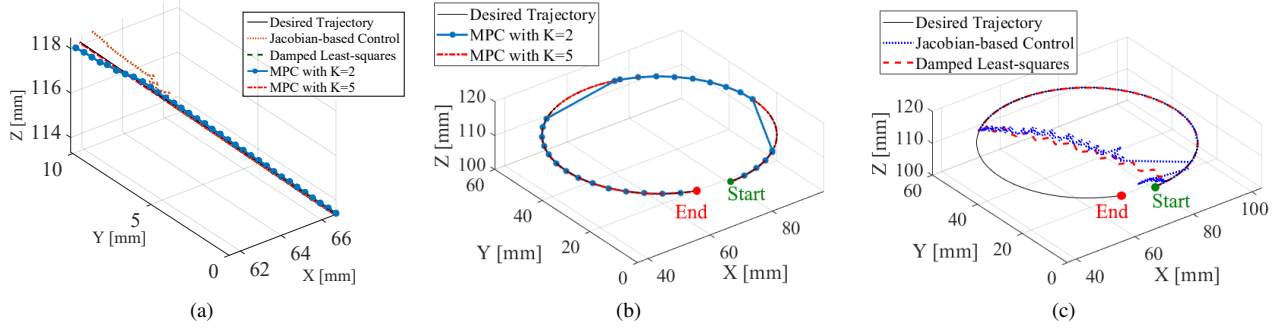 Desired Trajectory
Jacobian-based Control
Damped Least-squares
MPC with K=2
MPC with K=5
118
116
114
Z [mm]
10
5
0
Y [mm]
62
64
66
X [mm]
(a)
Desired Trajectory
MPC with K=2
MPC with K=5
120
110
100
Z [mm]
60
40
20
0
Y [mm]
40
60
80
X [mm]
End
Start
(b)
Desired Trajectory
Jacobian-based Control
Damped Least-squares
120
110
100
Z [mm]
60
40
20
0
Y [mm]
40
60
80
100
X [mm]
End
Start
(c)